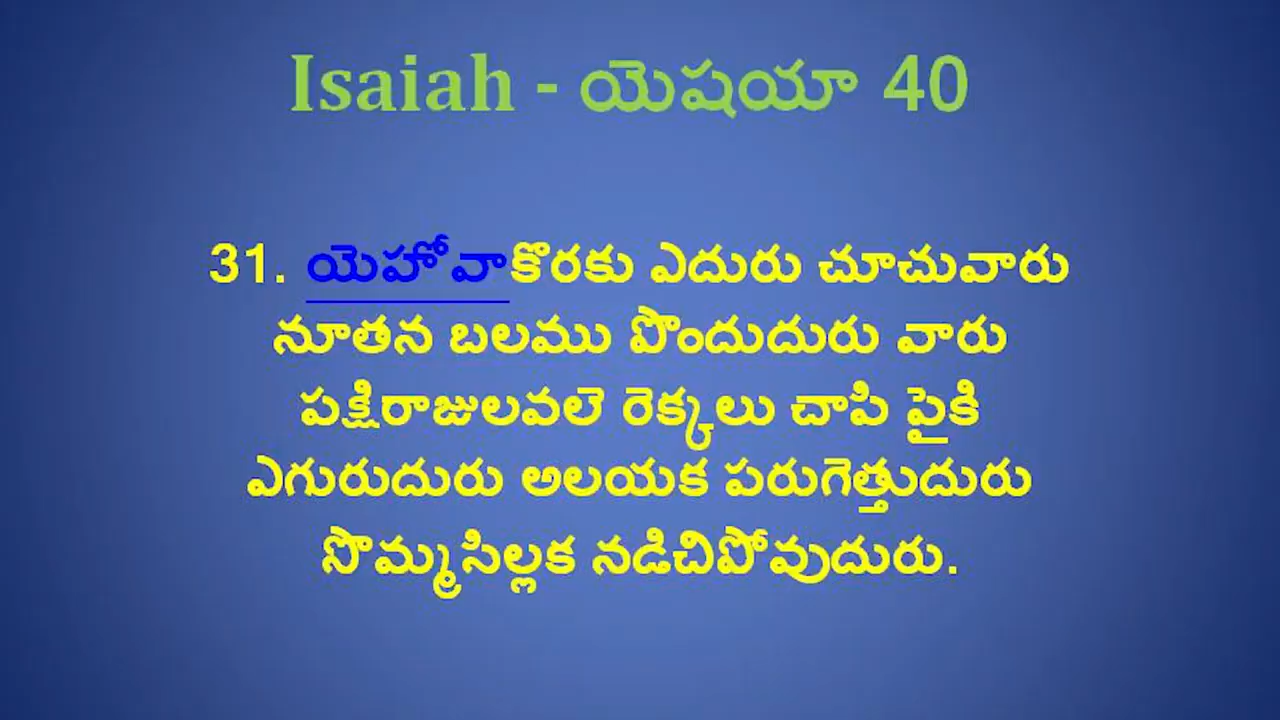 Isaiah - యెషయా 40
31. యెహోవాకొరకు ఎదురు చూచువారు
నూతన బలము పొందుదురు వారు
పక్షిరాజులవలె రెక్కలు చాపి పైకి
ఎగురుదురు అలయక పరుగెత్తుదురు
సొమ్మసిల్లక నడిచిపోవుదురు.